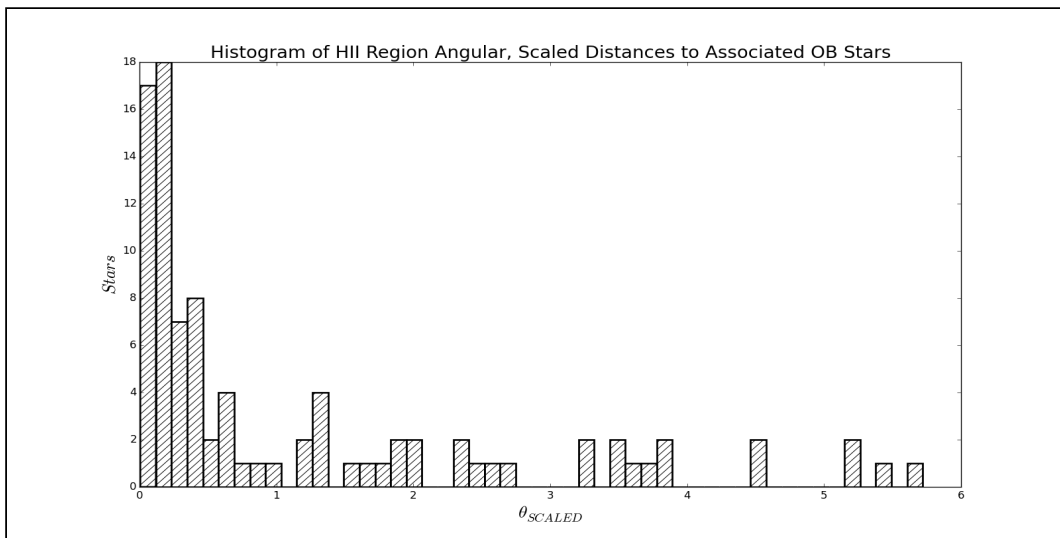 Histogram of HII Region Angular, Scaled Distances to Associated OB Stars
18
16
14
12
10
8
6
4
2
0
Stars
0 1 2 3 4 5 6
θ_SCALED